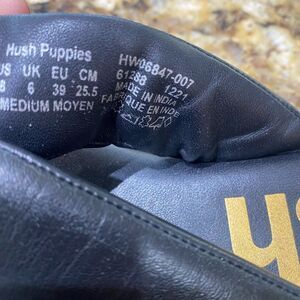 Hush Puppies
US UK EU CM
8 6 39 25.5
MEDIUM MOYEN
HW06847-007
61288 1221
MADE IN INDIA
FABRIQUE EN INDE
h